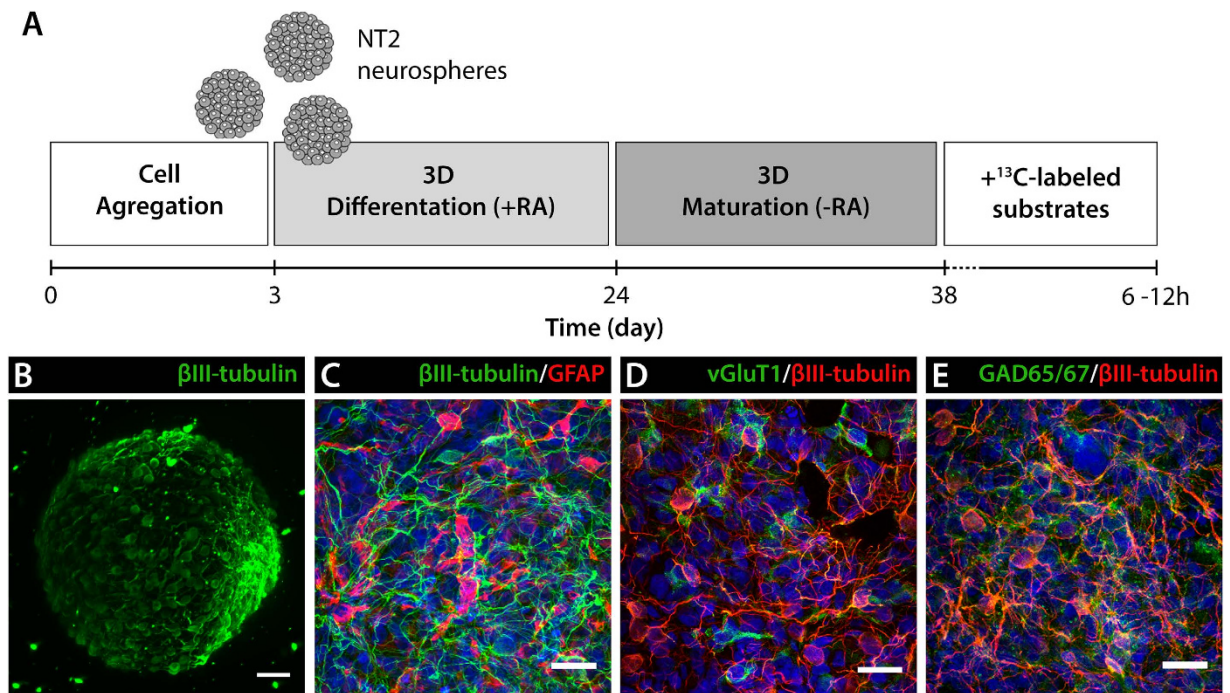 A
NT2
neurospheres
Cell
Agregation
3D
Differentation (+RA)
3D
Maturation (-RA)
+¹³C-labeled
substrates
0
3
24
38
6 -12h
Time (day)
B
βIII-tubulin
C
βIII-tubulin/GFAP
D
vGluT1/βIII-tubulin
E
GAD65/67/βIII-tubulin